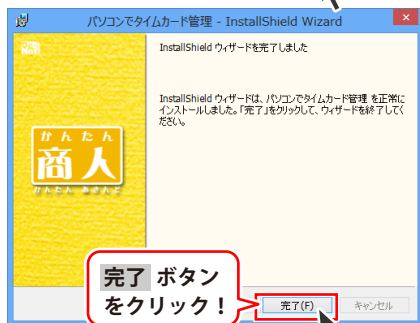 パソコンでタイムカード管理 - InstallShield Wizard
InstallShield ウィザードを完了しました
InstallShield ウィザードは、パソコンでタイムカード管理 を正常に
インストールしました。「完了」をクリックして、ウィザードを終了してく
ださい。
かんたん
商人
かんたん あきんど
完了 ボタン
をクリック！
完了(F)
キャンセル